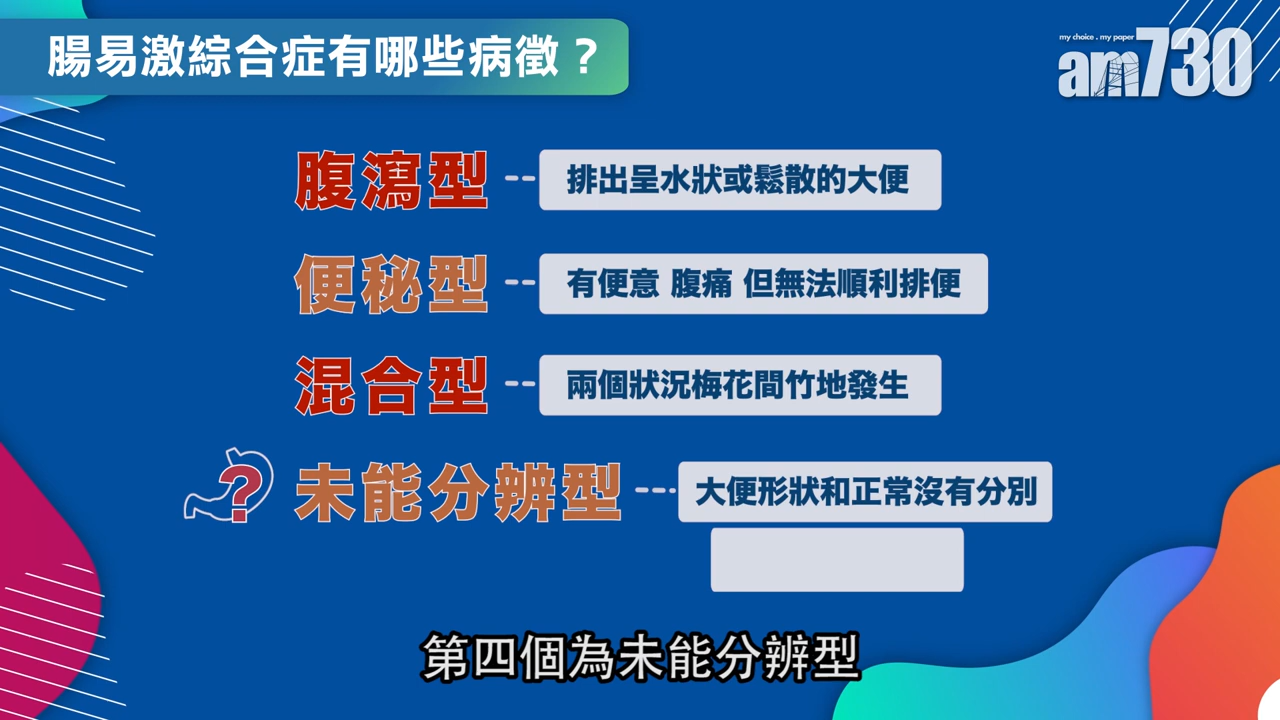 腸易激綜合症有哪些病徵？
my choice . my paper
am730
腹瀉型
排出呈水狀或鬆散的大便
便秘型
有便意 腹痛 但無法順利排便
混合型
兩個狀況梅花間竹地發生
?
未能分辨型
大便形狀和正常沒有分別
第四個為未能分辨型